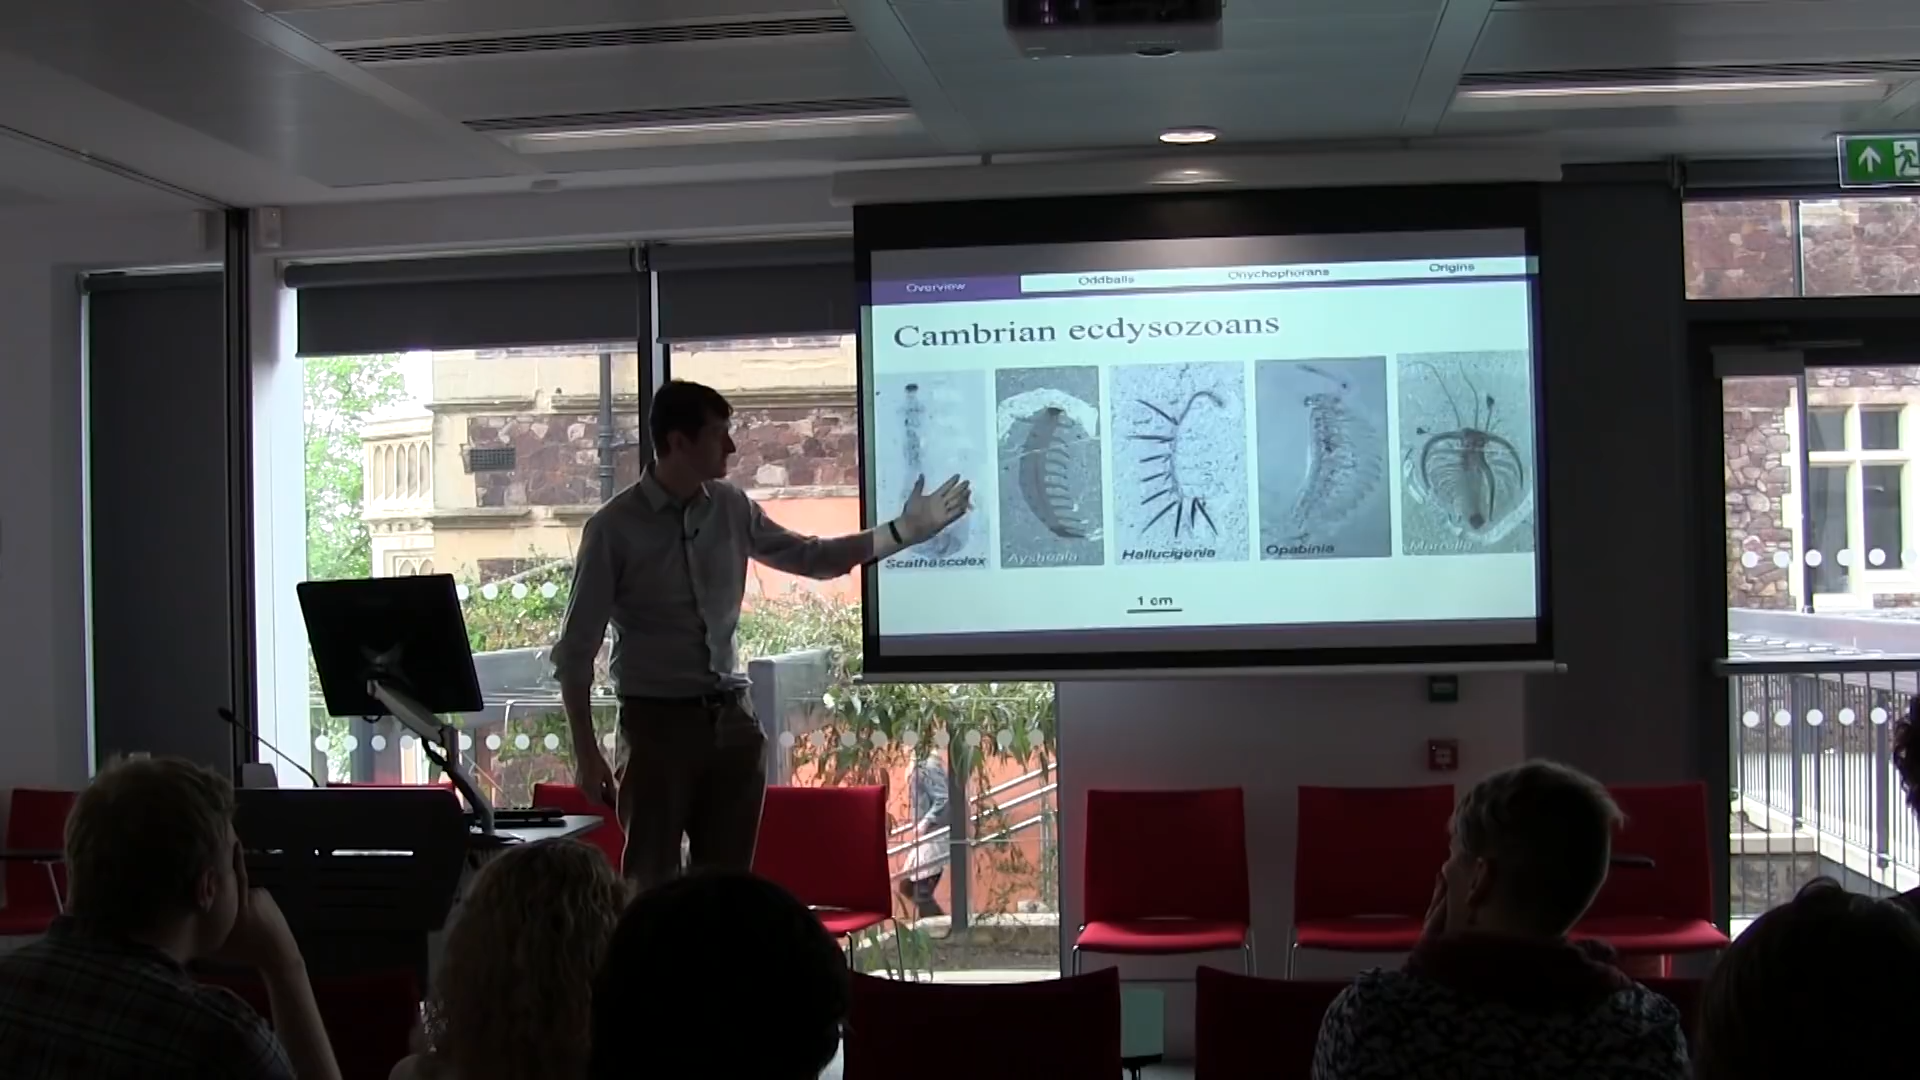 Overview Oddballs Onychophorans Origins
Cambrian ecdysozoans
Scathascolex Aysheaia Hallucigenia Opabinia Marrella
1 cm